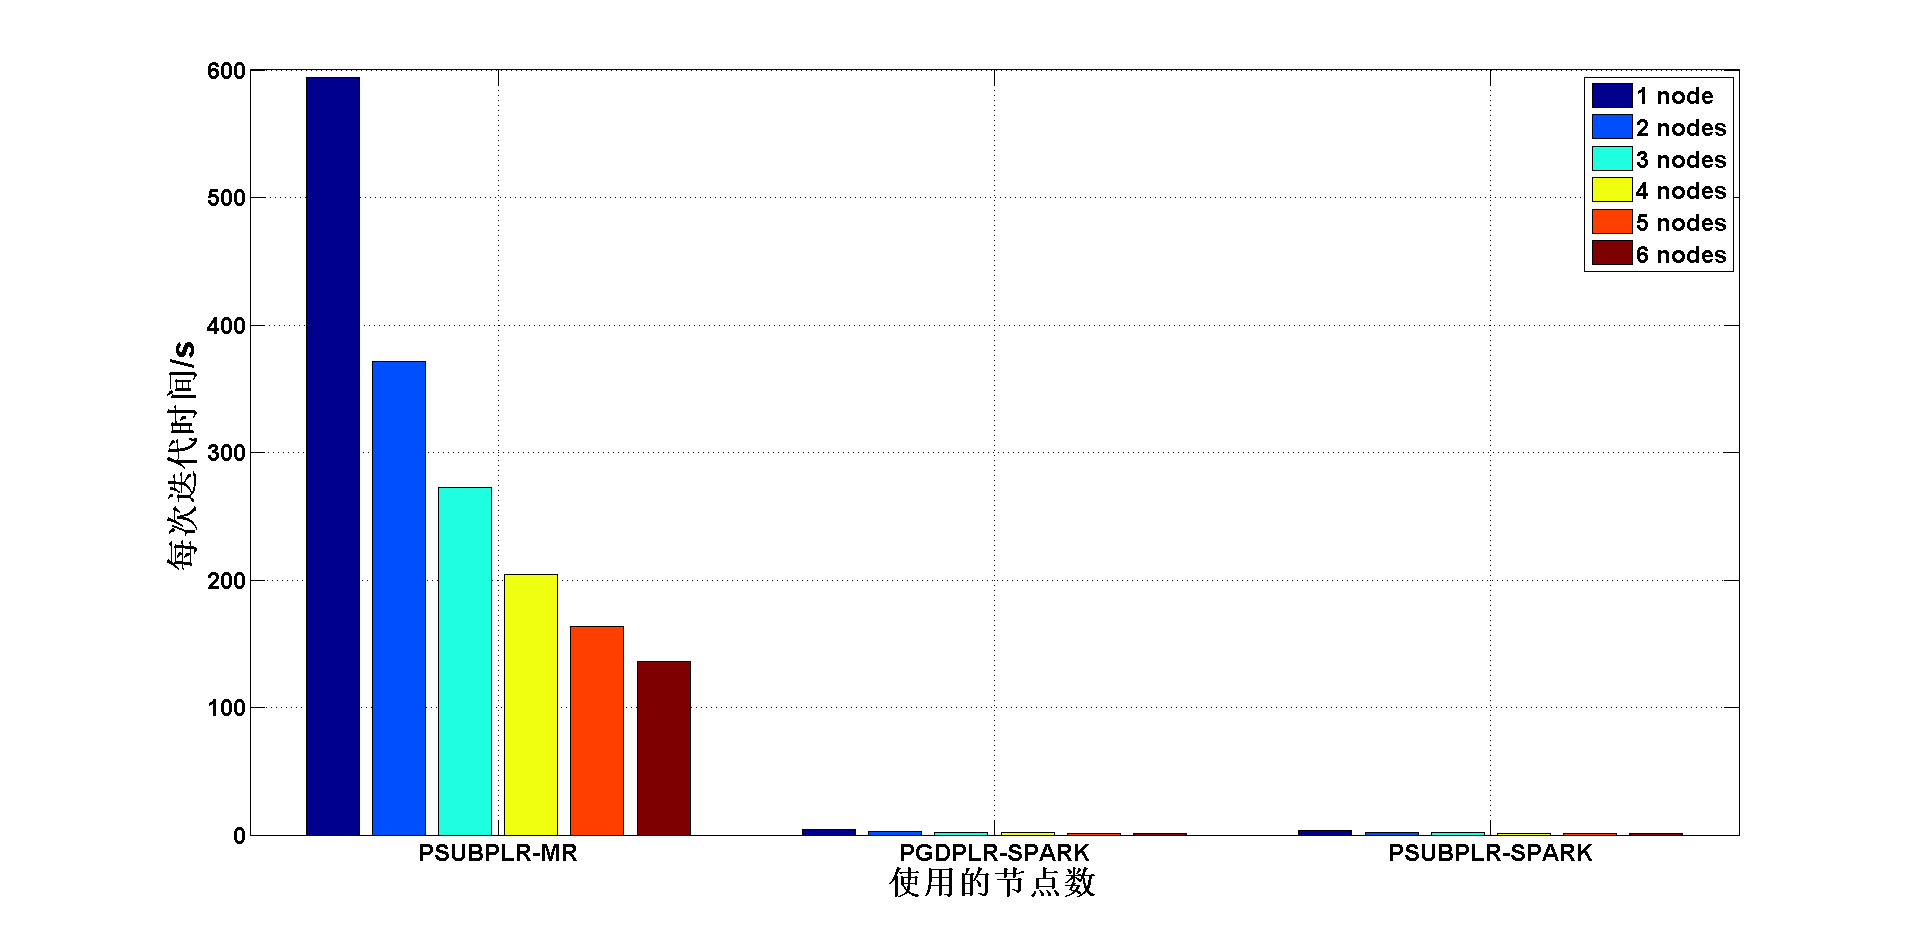 600
500
400
300
200
100
0
每次迭代时间/s
1 node
2 nodes
3 nodes
4 nodes
5 nodes
6 nodes
PSUBPLR-MR
PGDPLR-SPARK
PSUBPLR-SPARK
使用的节点数